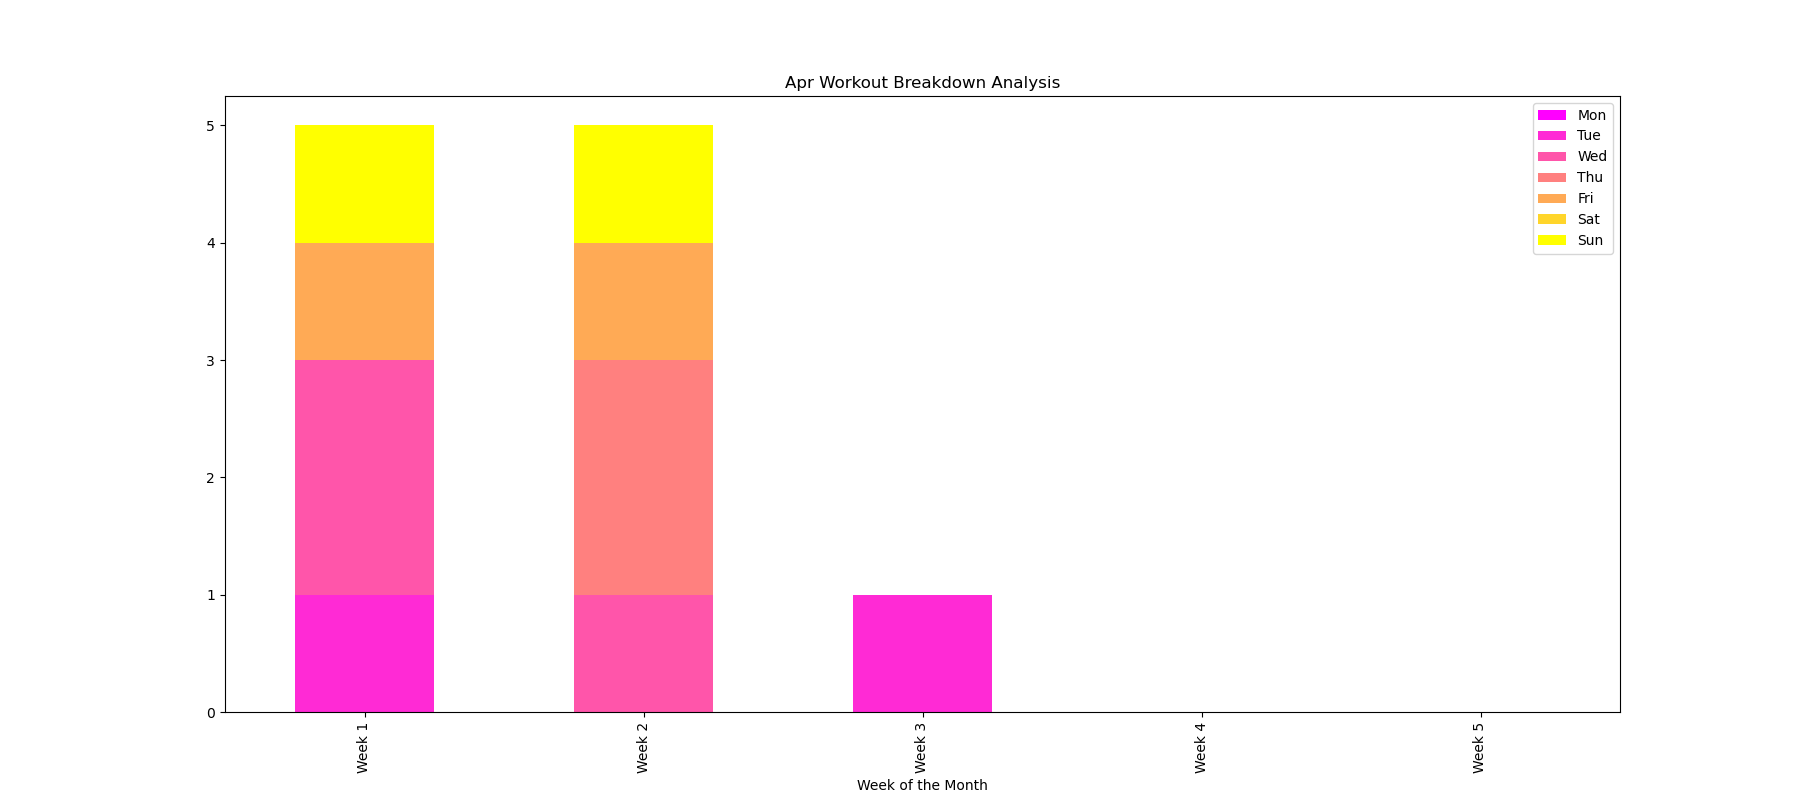 Apr Workout Breakdown Analysis
5
4
3
2
1
0
Mon
Tue
Wed
Thu
Fri
Sat
Sun
Week 1
Week 2
Week 3
Week 4
Week 5
Week of the Month